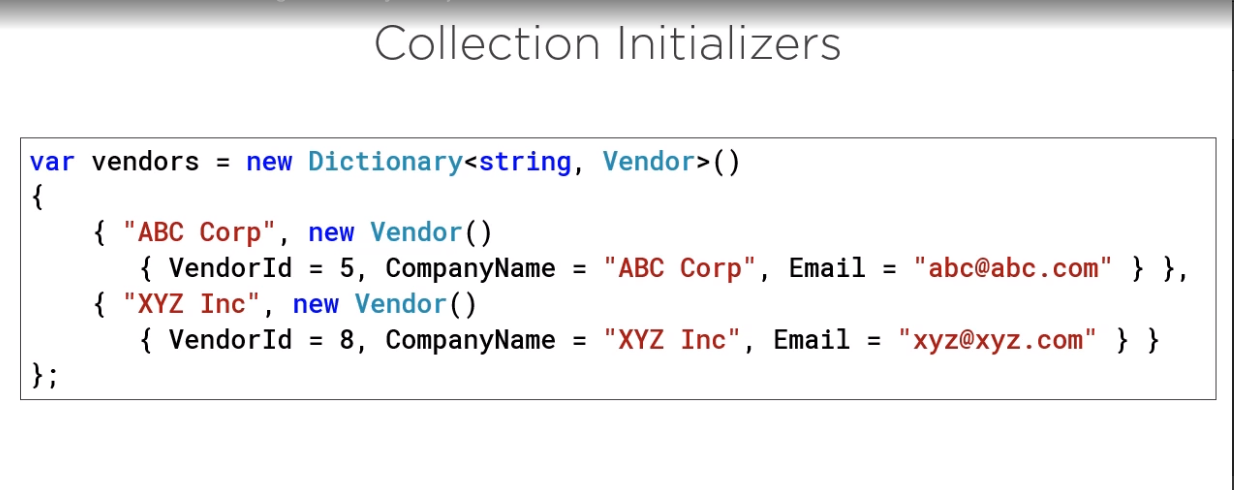 Collection Initializers
var vendors = new Dictionary<string, Vendor>()
{
    { "ABC Corp", new Vendor()
       { VendorId = 5, CompanyName = "ABC Corp", Email = "abc@abc.com" } },
    { "XYZ Inc", new Vendor()
       { VendorId = 8, CompanyName = "XYZ Inc", Email = "xyz@xyz.com" } }
};